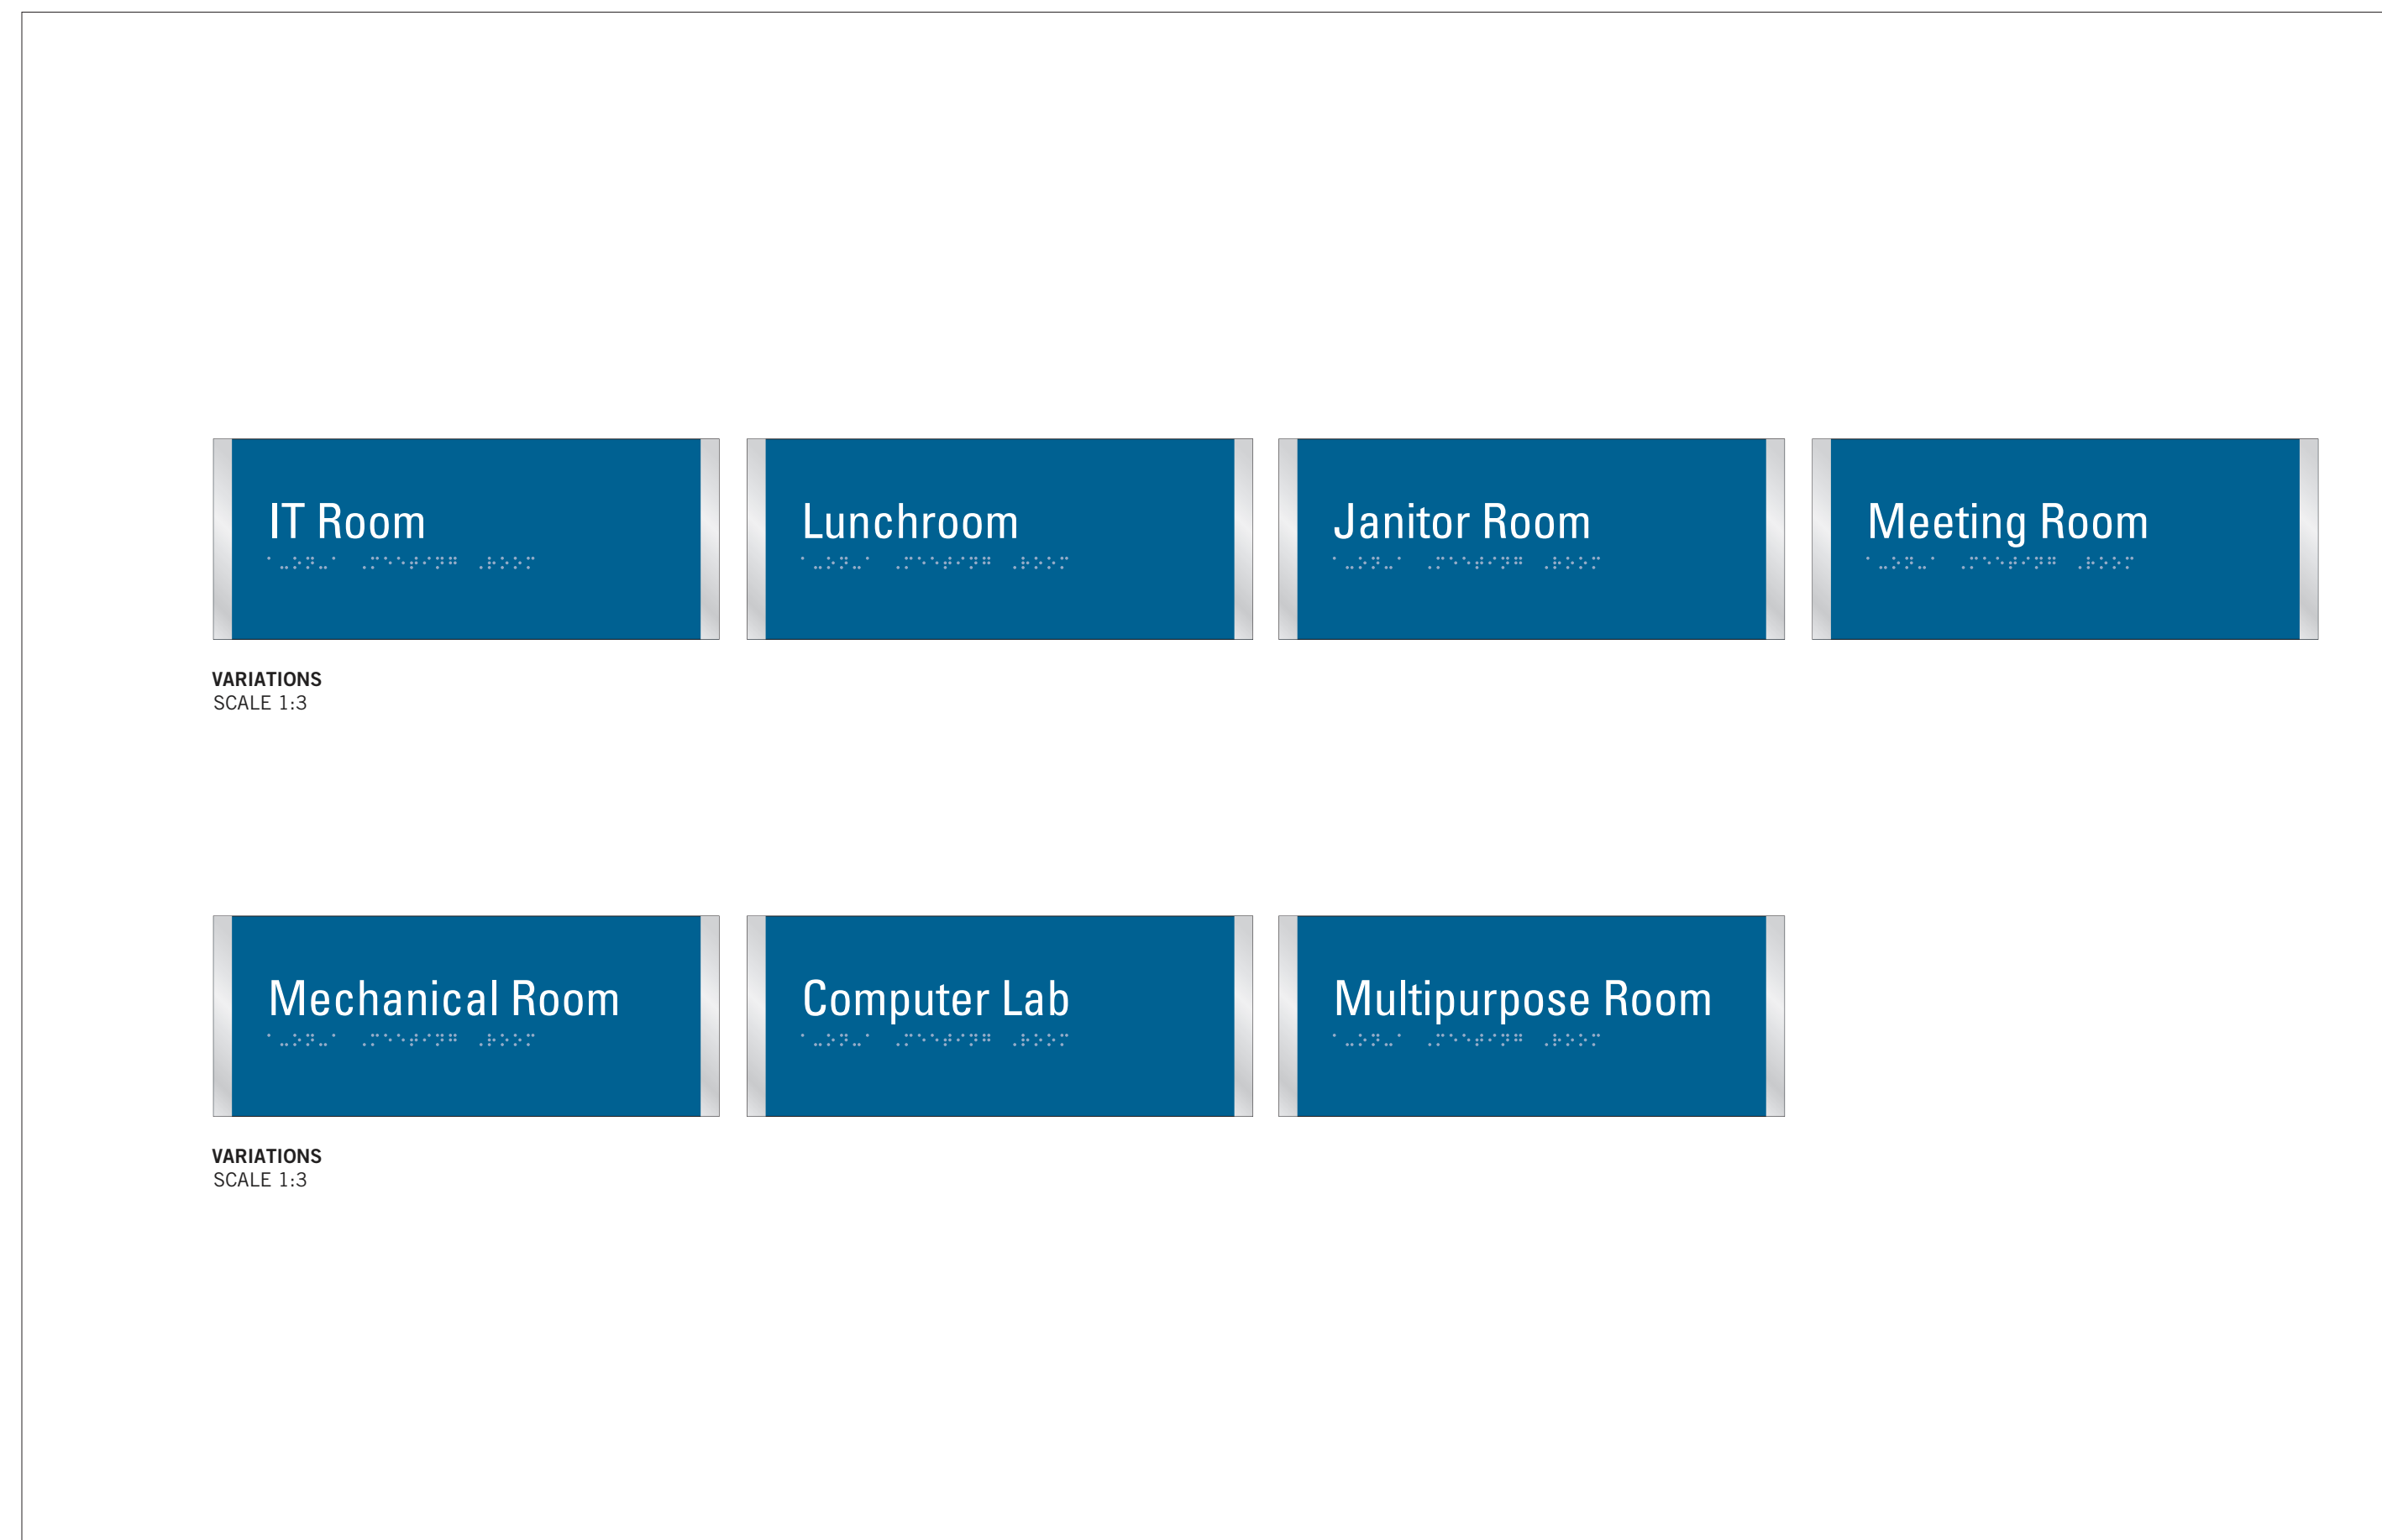 IT Room
⠁⠤⠕⠝⠤⠁ ⠠⠍⠑⠑⠞⠊⠝⠛ ⠠⠗⠕⠕⠍
Lunchroom
⠁⠤⠕⠝⠤⠁ ⠠⠍⠑⠑⠞⠊⠝⠛ ⠠⠗⠕⠕⠍
Janitor Room
⠁⠤⠕⠝⠤⠁ ⠠⠍⠑⠑⠞⠊⠝⠛ ⠠⠗⠕⠕⠍
Meeting Room
⠁⠤⠕⠝⠤⠁ ⠠⠍⠑⠑⠞⠊⠝⠛ ⠠⠗⠕⠕⠍
VARIATIONS
SCALE 1:3
Mechanical Room
⠁⠤⠕⠝⠤⠁ ⠠⠍⠑⠑⠞⠊⠝⠛ ⠠⠗⠕⠕⠍
Computer Lab
⠁⠤⠕⠝⠤⠁ ⠠⠍⠑⠑⠞⠊⠝⠛ ⠠⠗⠕⠕⠍
Multipurpose Room
⠁⠤⠕⠝⠤⠁ ⠠⠍⠑⠑⠞⠊⠝⠛ ⠠⠗⠕⠕⠍
VARIATIONS
SCALE 1:3